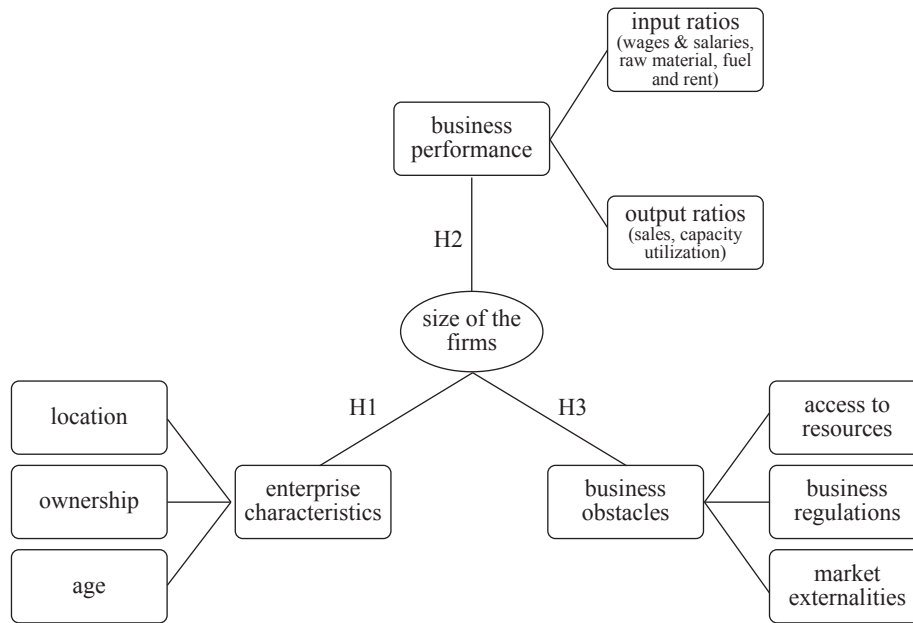 input ratios
(wages & salaries,
raw material, fuel
and rent)
business
performance
output ratios
(sales, capacity
utilization)
H2
size of the
firms
H1
H3
location
ownership
age
enterprise
characteristics
business
obstacles
access to
resources
business
regulations
market
externalities